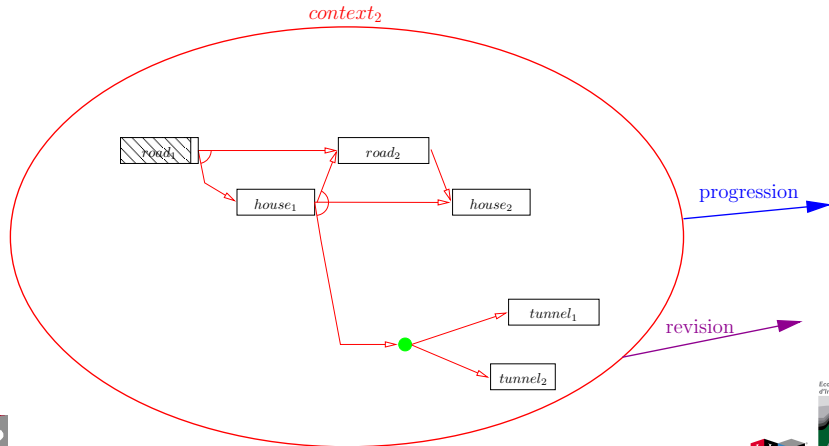 context₂
road₁
road₂
house₁
house₂
progression
tunnel₁
revision
tunnel₂